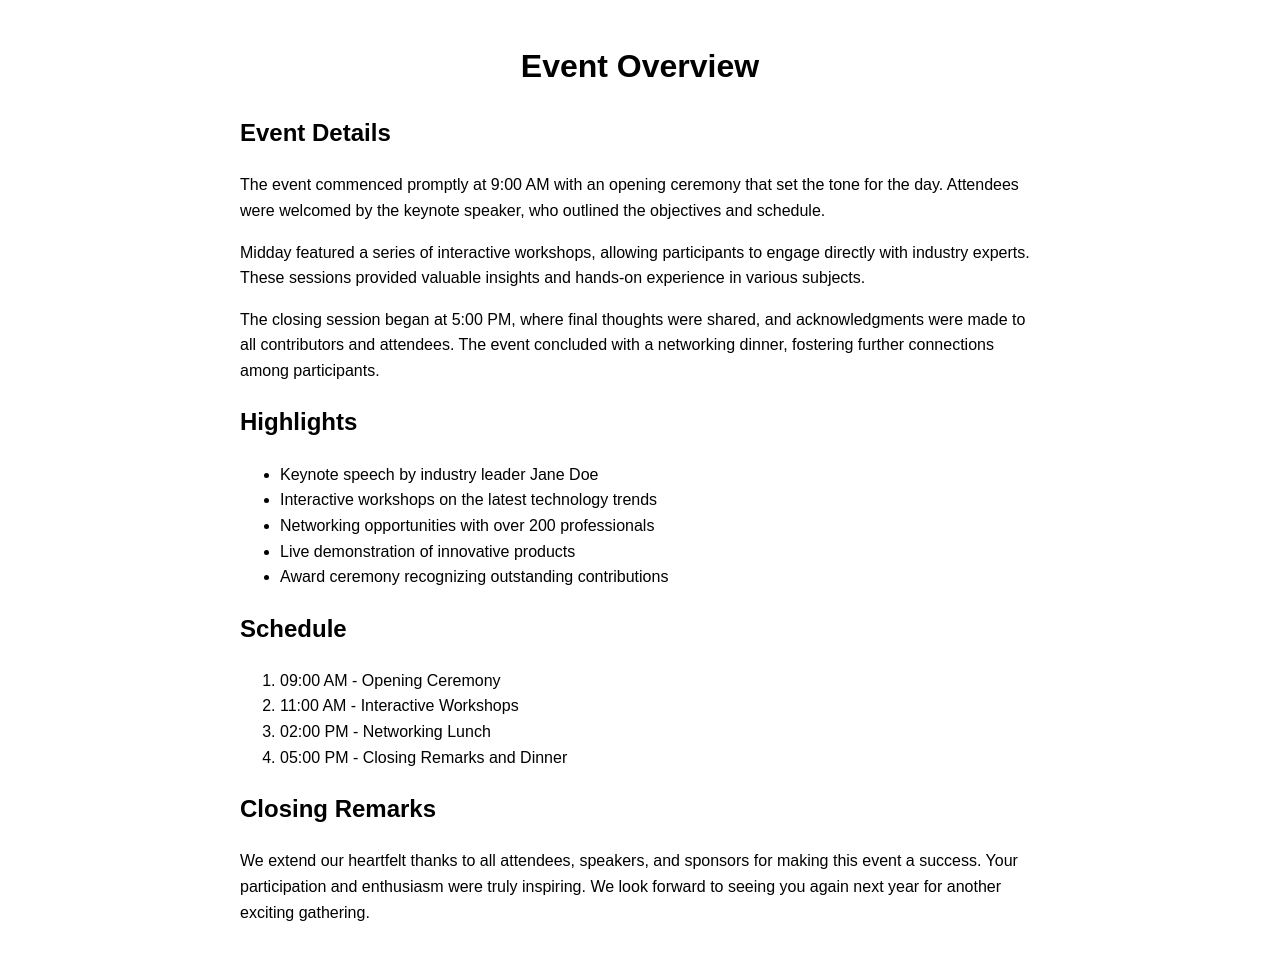 Event Overview
Event Details
The event commenced promptly at 9:00 AM with an opening ceremony that set the tone for the day. Attendees
were welcomed by the keynote speaker, who outlined the objectives and schedule.
Midday featured a series of interactive workshops, allowing participants to engage directly with industry experts.
These sessions provided valuable insights and hands-on experience in various subjects.
The closing session began at 5:00 PM, where final thoughts were shared, and acknowledgments were made to
all contributors and attendees. The event concluded with a networking dinner, fostering further connections
among participants.
Highlights
• Keynote speech by industry leader Jane Doe
• Interactive workshops on the latest technology trends
• Networking opportunities with over 200 professionals
• Live demonstration of innovative products
• Award ceremony recognizing outstanding contributions
Schedule
1. 09:00 AM - Opening Ceremony
2. 11:00 AM - Interactive Workshops
3. 02:00 PM - Networking Lunch
4. 05:00 PM - Closing Remarks and Dinner
Closing Remarks
We extend our heartfelt thanks to all attendees, speakers, and sponsors for making this event a success. Your
participation and enthusiasm were truly inspiring. We look forward to seeing you again next year for another
exciting gathering.